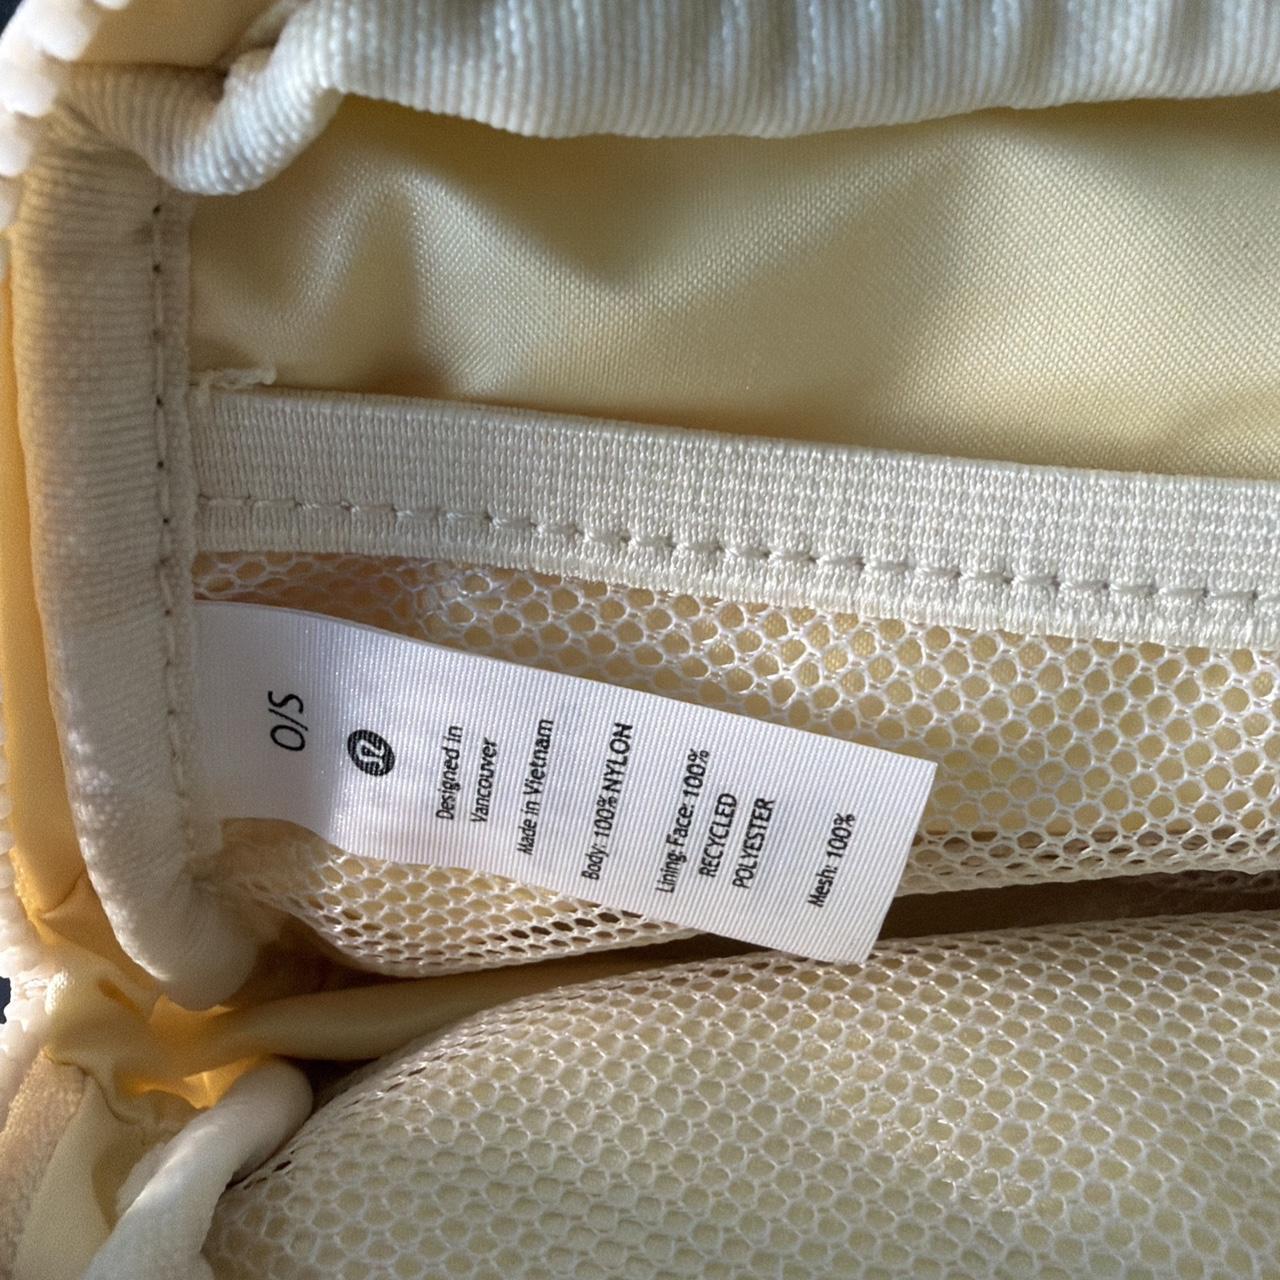 O/S
Designed in
Vancouver
Made in Vietnam
Body: 100% NYLON
Lining: Face: 100%
RECYCLED
POLYESTER
Mesh: 100%